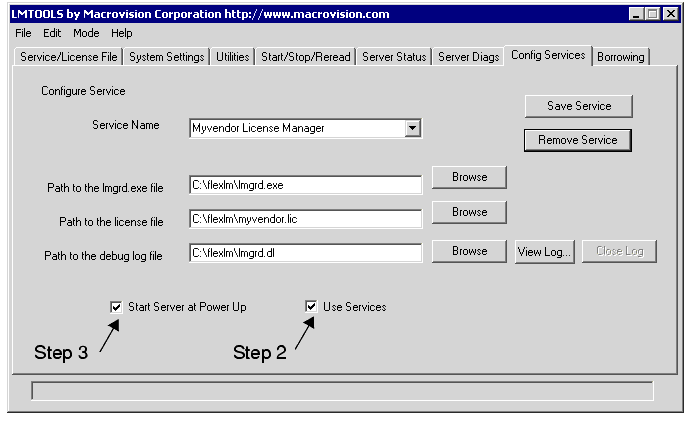 LMTOOLS by Macrovision Corporation http://www.macrovision.com
File Edit Mode Help
Service/License File System Settings Utilities Start/Stop/Reread Server Status Server Diags Config Services Borrowing
Configure Service
Save Service
Service Name Myvendor License Manager
Remove Service
Path to the lmgrd.exe file C:\flexlm\lmgrd.exe Browse
Path to the license file C:\flexlm\myvendor.lic Browse
Path to the debug log file C:\flexlm\lmgrd.dl Browse View Log... Close Log
Start Server at Power Up Use Services
Step 3 Step 2